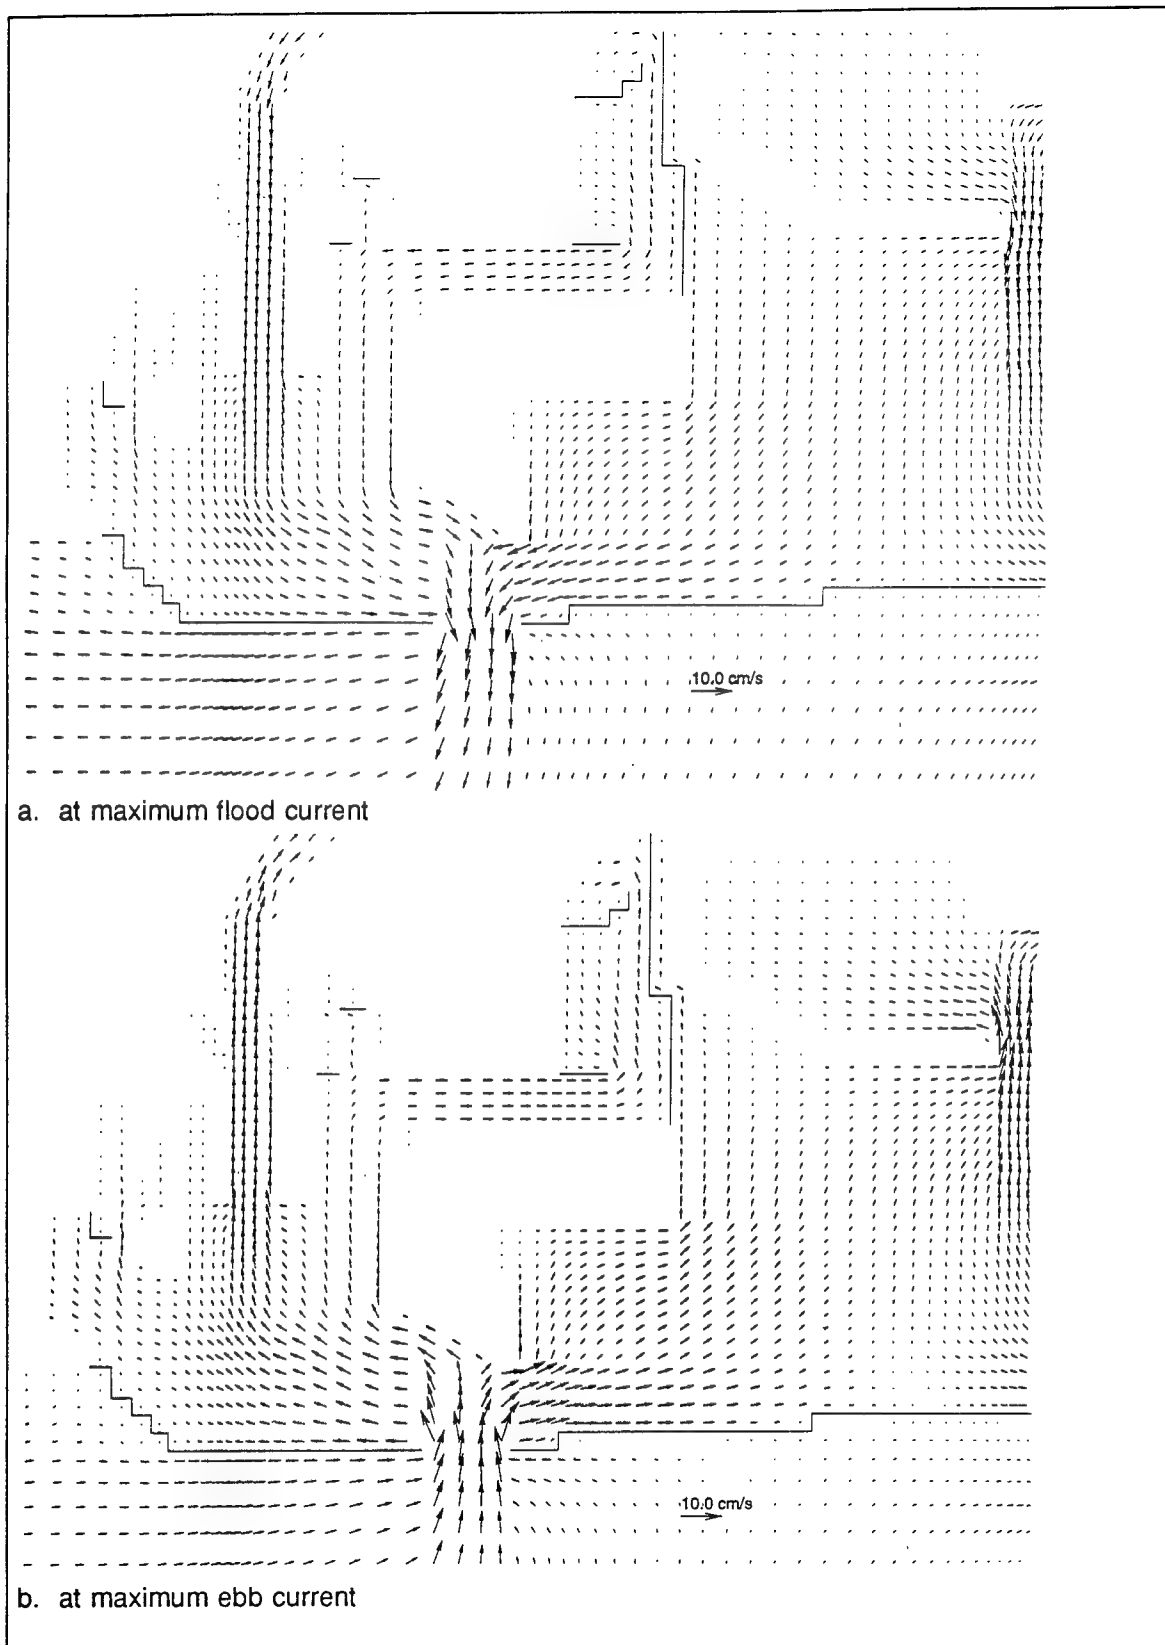 10.0 cm/s
a. at maximum flood current
10.0 cm/s
b. at maximum ebb current